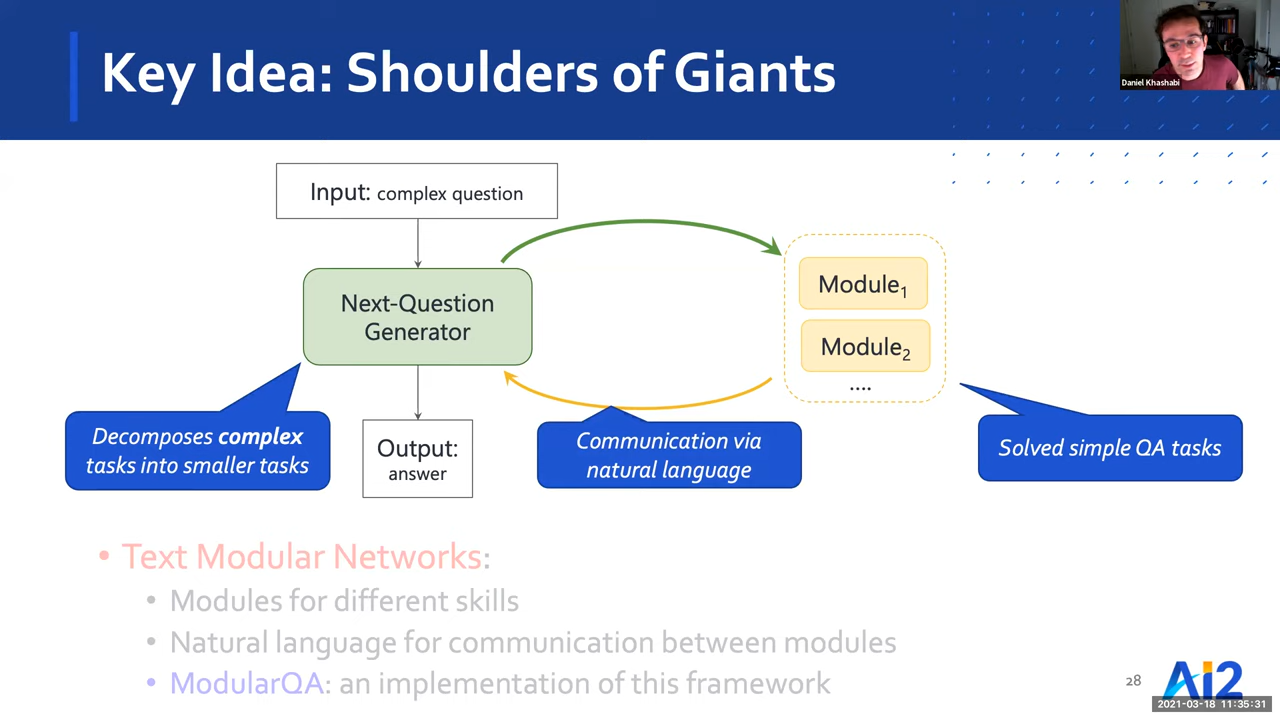 Key Idea: Shoulders of Giants
Daniel Khashabi
Input: complex question
Next-Question
Generator
Module1
Module2
....
Decomposes complex
tasks into smaller tasks
Output:
answer
Communication via
natural language
Solved simple QA tasks
• Text Modular Networks:
• Modules for different skills
• Natural language for communication between modules
• ModularQA: an implementation of this framework
28
AI2
2021-03-18 11:35:31